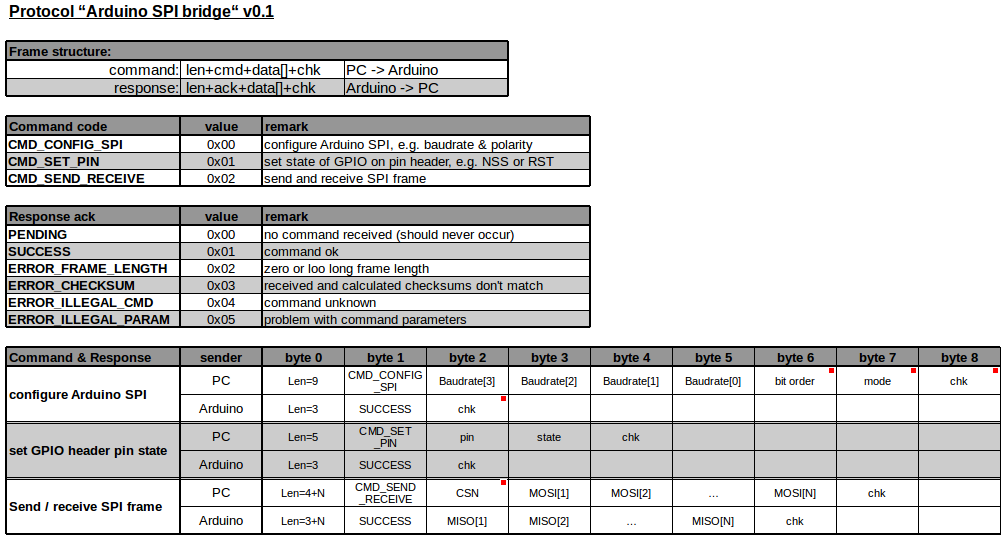 Protocol “Arduino SPI bridge“ v0.1
Frame structure:
command: len+cmd+data[]+chk PC -> Arduino
response: len+ack+data[]+chk Arduino -> PC
Command code value remark
CMD_CONFIG_SPI 0x00 configure Arduino SPI, e.g. baudrate & polarity
CMD_SET_PIN 0x01 set state of GPIO on pin header, e.g. NSS or RST
CMD_SEND_RECEIVE 0x02 send and receive SPI frame
Response ack value remark
PENDING 0x00 no command received (should never occur)
SUCCESS 0x01 command ok
ERROR_FRAME_LENGTH 0x02 zero or loo long frame length
ERROR_CHECKSUM 0x03 received and calculated checksums don't match
ERROR_ILLEGAL_CMD 0x04 command unknown
ERROR_ILLEGAL_PARAM 0x05 problem with command parameters
Command & Response sender byte 0 byte 1 byte 2 byte 3 byte 4 byte 5 byte 6 byte 7 byte 8
configure Arduino SPI
PC Len=9 CMD_CONFIG
_SPI Baudrate[3] Baudrate[2] Baudrate[1] Baudrate[0] bit order mode chk
Arduino Len=3 SUCCESS chk
set GPIO header pin state
PC Len=5 CMD_SET
_PIN pin state chk
Arduino Len=3 SUCCESS chk
Send / receive SPI frame
PC Len=4+N CMD_SEND
_RECEIVE CSN MOSI[1] MOSI[2] … MOSI[N] chk
Arduino Len=3+N SUCCESS MISO[1] MISO[2] … MISO[N] chk